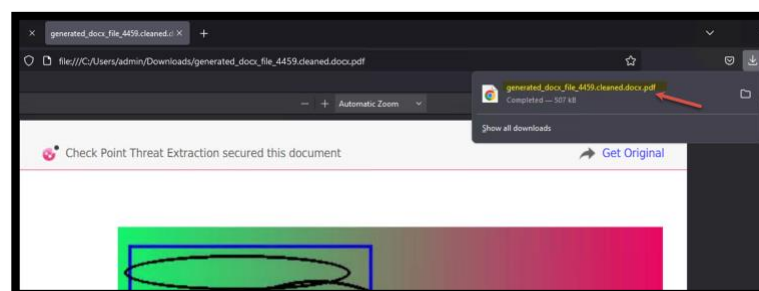 generated_docx_file_4459.cleaned.d
file:///C:/Users/admin/Downloads/generated_docx_file_4459.cleaned.docx.pdf
generated_docx_file_4459.cleaned.docx.pdf
Completed — 507 kB
Automatic Zoom
Show all downloads
Check Point Threat Extraction secured this document
Get Original